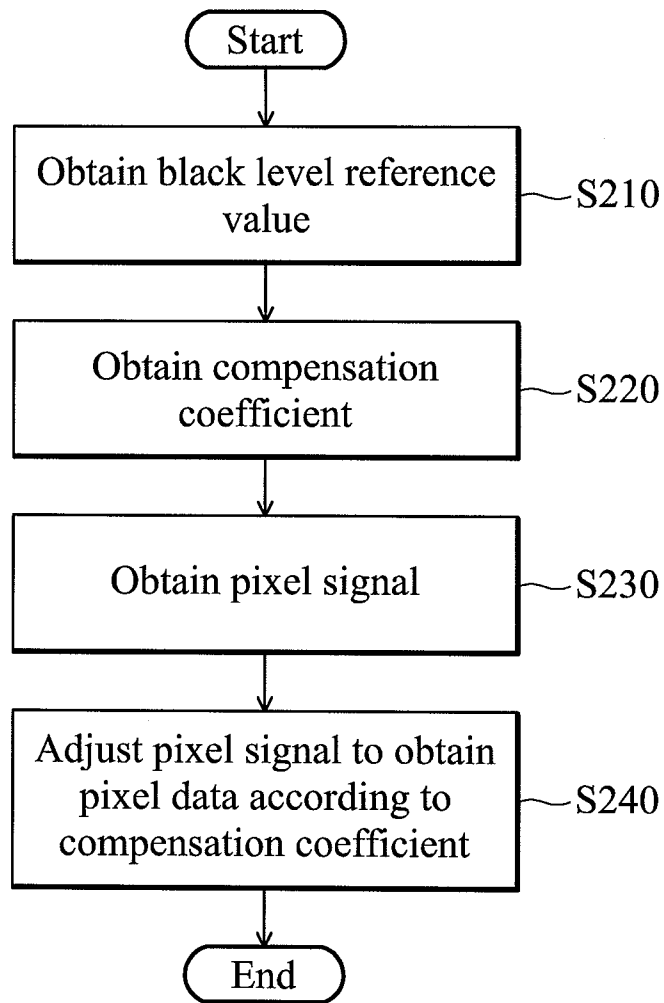 Start
Obtain black level reference
value
S210
Obtain compensation
coefficient
S220
Obtain pixel signal
S230
Adjust pixel signal to obtain
pixel data according to
compensation coefficient
S240
End